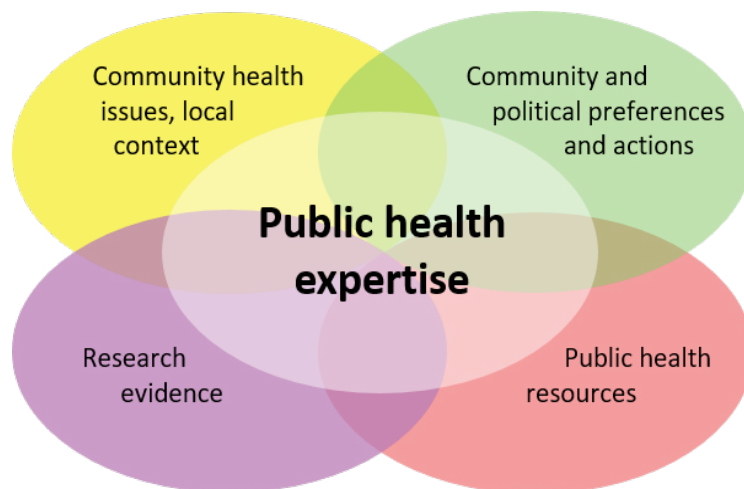 Community health
issues, local
context
Community and
political preferences
and actions
Public health
expertise
Research
evidence
Public health
resources